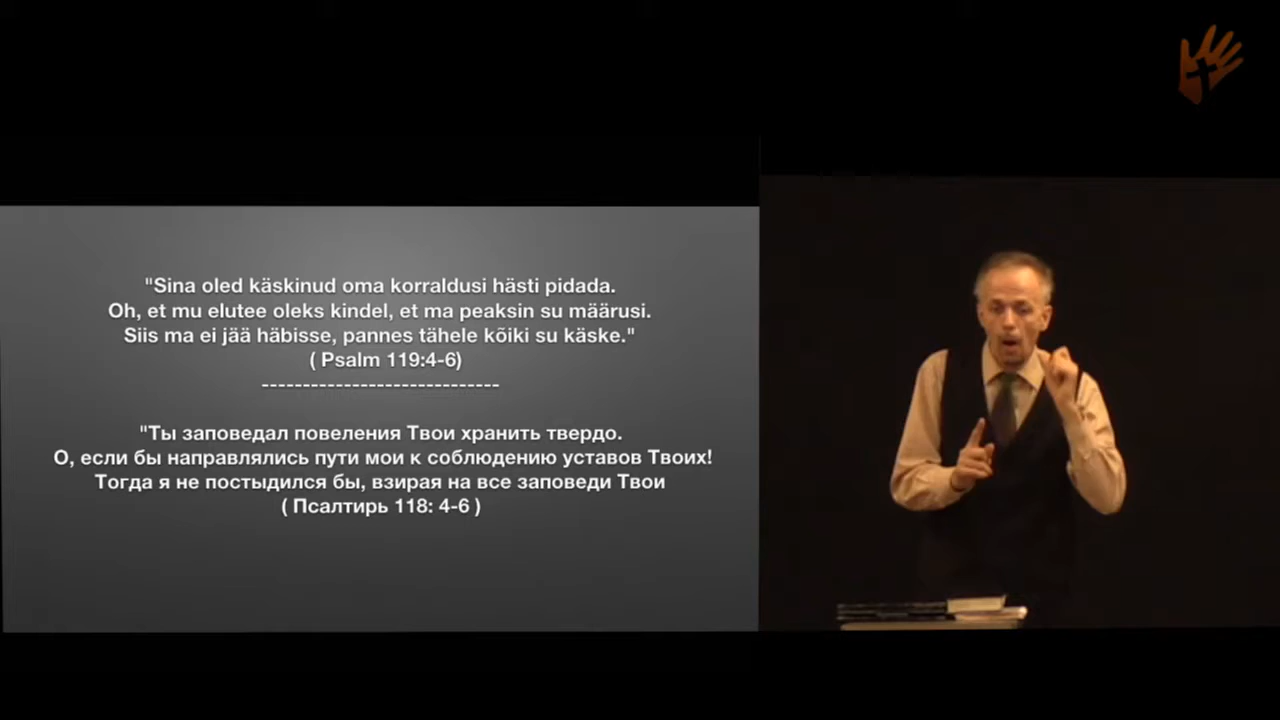 "Sina oled käskinud oma korraldusi hästi pidada.
Oh, et mu elutee oleks kindel, et ma peaksin su määrusi.
Siis ma ei jää häbisse, pannes tähele kõiki su käske."
( Psalm 119:4-6)
-----------------------------
"Ты заповедал повеления Твои хранить твердо.
О, если бы направлялись пути мои к соблюдению уставов Твоих!
Тогда я не постыдился бы, взирая на все заповеди Твои
( Псалтирь 118: 4-6 )